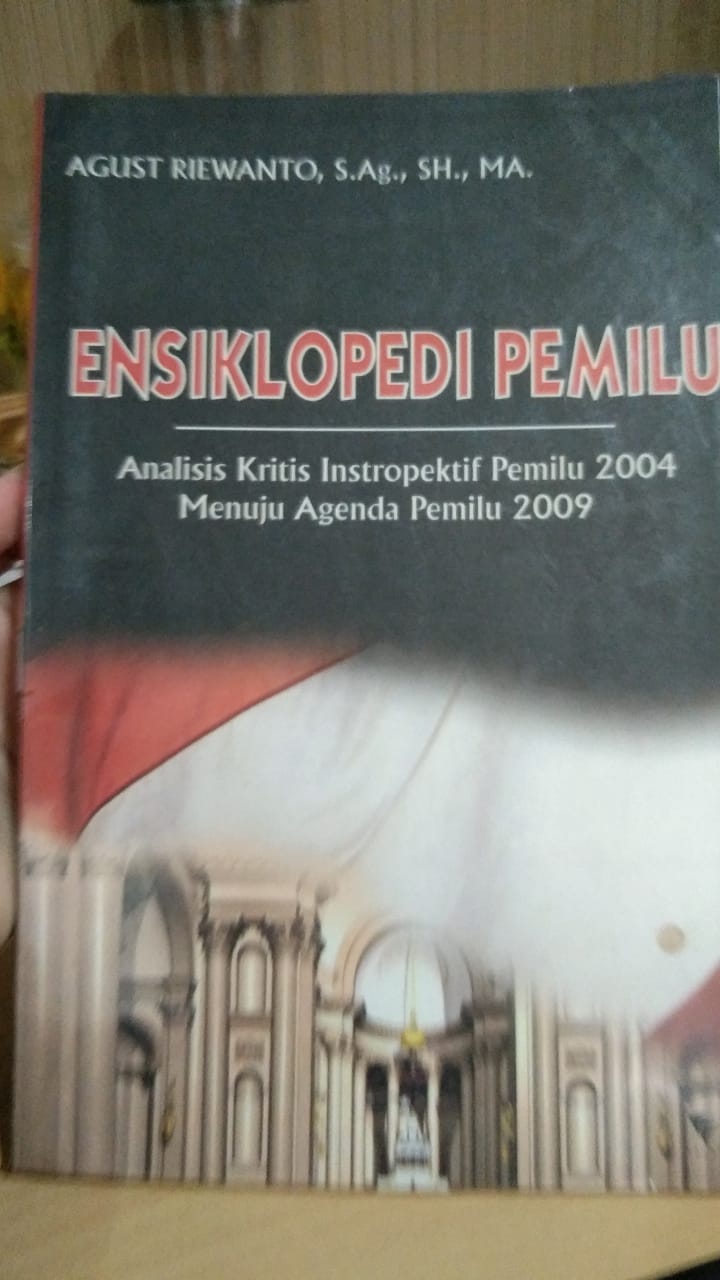 AGUST RIEWANTO, S.Ag., SH., MA.
ENSIKLOPEDI PEMILU
Analisis Kritis Instropektif Pemilu 2004
Menuju Agenda Pemilu 2009